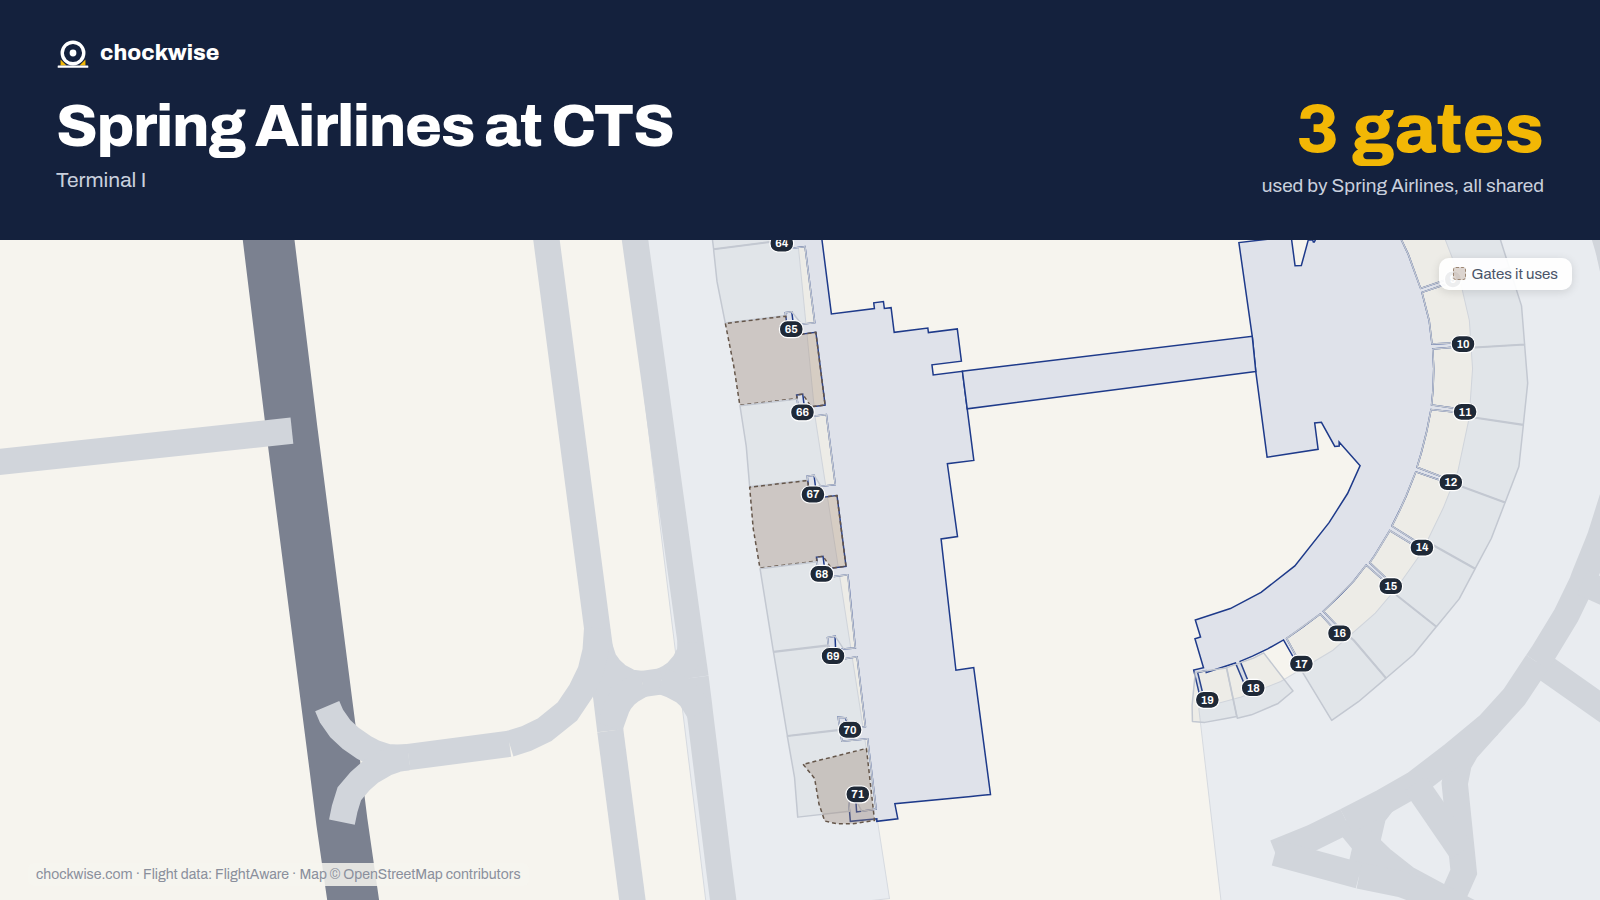 chockwise
Spring Airlines at CTS
Terminal I
3 gates
used by Spring Airlines, all shared
Gates it uses
64
65
66
67
68
69
70
71
10
11
12
14
15
16
17
18
19
chockwise.com · Flight data: FlightAware · Map © OpenStreetMap contributors